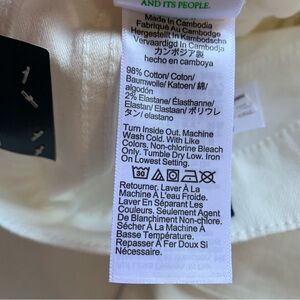 AND ITS PEOPLE.
Made In Cambodia
Fabriqué Au Cambodge
Hergestellt In Kambodscha
Vervaardigd In Cambodja
カンボジア製
hecho en camboya
98% Cotton/ Coton/
Baumwolle/ Katoen/ 綿/
algodón
2% Elastane/ Élasthanne/
Elastan/ Elastaan/ ポリウレ
タン/ elastano
Turn Inside Out. Machine
Wash Cold. With Like
Colors. Non-chlorine Bleach
Only. Tumble Dry Low. Iron
On Lowest Setting.
30
Retourner. Laver À La
Machine À L'eau Froide.
Laver En Séparant Les
Couleurs. Seulement Agent
De Blanchiment Non-chlore.
Sécher À La Machine À
Basse Température.
Repasser À Fer Doux Si
Nécessaire.